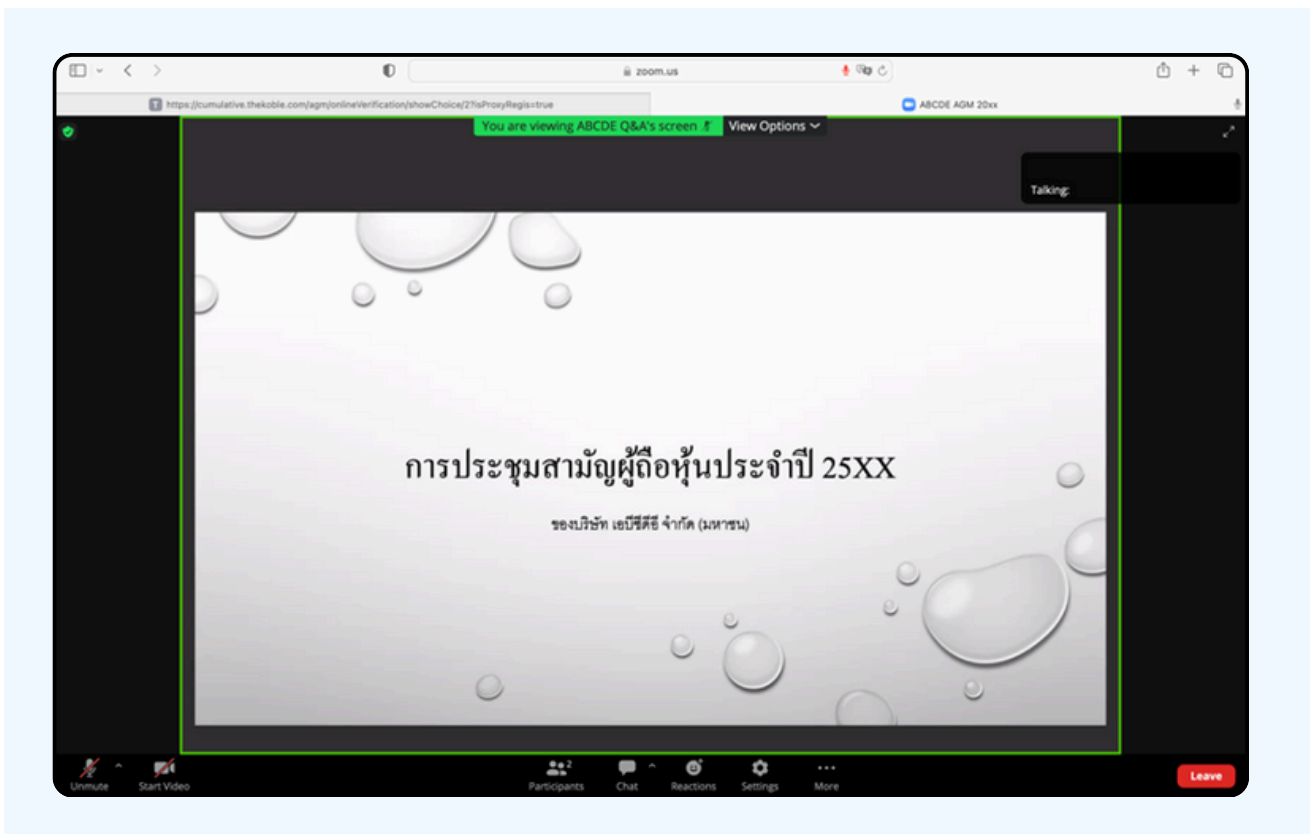 zoom.us
https://cumulative.thekoble.com/agm/onlineVerification/showChoice/2?isProxyRegis=true
ABCDE AGM 20xx
You are viewing ABCDE Q&A's screen
View Options
Talking:
การประชุมสามัญผู้ถือหุ้นประจำปี 25XX
ของบริษัท เอบีซีดีอี จำกัด (มหาชน)
Unmute
Start Video
2
Participants
Chat
Reactions
Settings
More
Leave